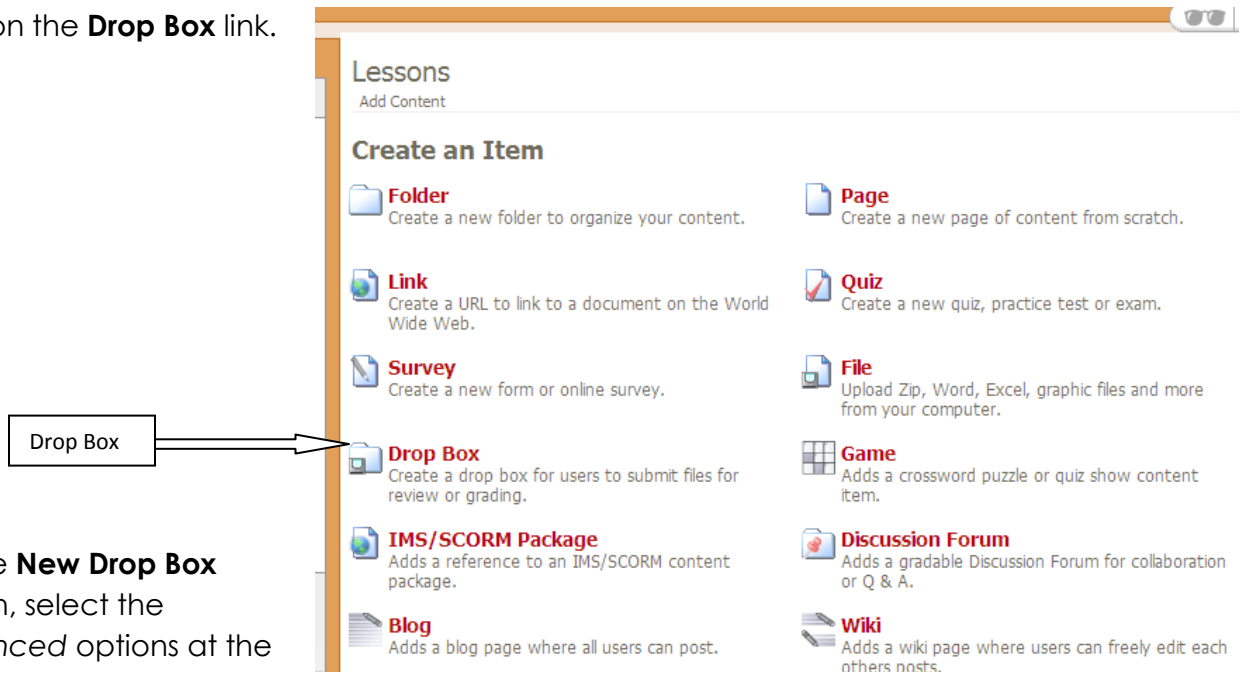 on the Drop Box link.
Lessons
Add Content
Create an Item
Folder
Create a new folder to organize your content.
Page
Create a new page of content from scratch.
Link
Create a URL to link to a document on the World
Wide Web.
Quiz
Create a new quiz, practice test or exam.
Survey
Create a new form or online survey.
File
Upload Zip, Word, Excel, graphic files and more
from your computer.
Drop Box
Drop Box
Create a drop box for users to submit files for
review or grading.
Game
Adds a crossword puzzle or quiz show content
item.
IMS/SCORM Package
Adds a reference to an IMS/SCORM content
package.
Discussion Forum
Adds a gradable Discussion Forum for collaboration
or Q & A.
e New Drop Box
n, select the
nced options at the
Blog
Adds a blog page where all users can post.
Wiki
Adds a wiki page where users can freely edit each
others posts.